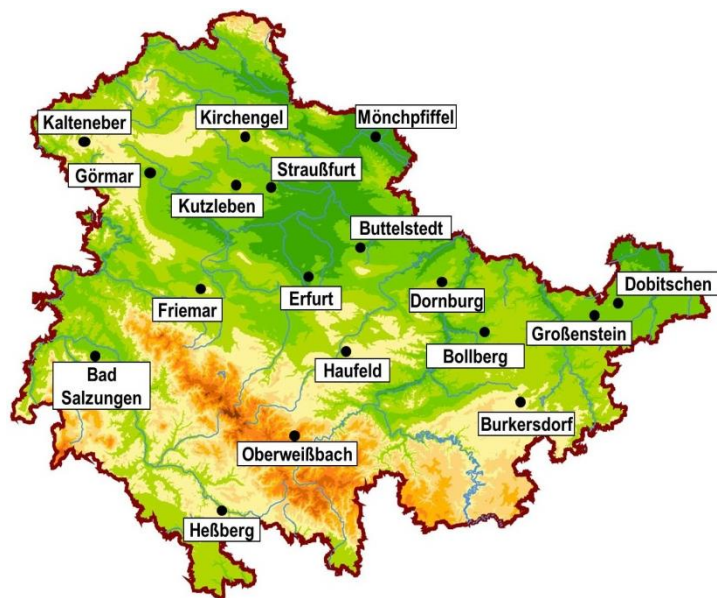 Kirchengel
Mönchpfiffel
Kalteneber
Straußfurt
Görmar
Kutzleben
Buttelstedt
Dobitschen
Friemar
Erfurt
Dornburg
Großenstein
Bollberg
Haufeld
Bad
Salzungen
Burkersdorf
Oberweißbach
Heßberg